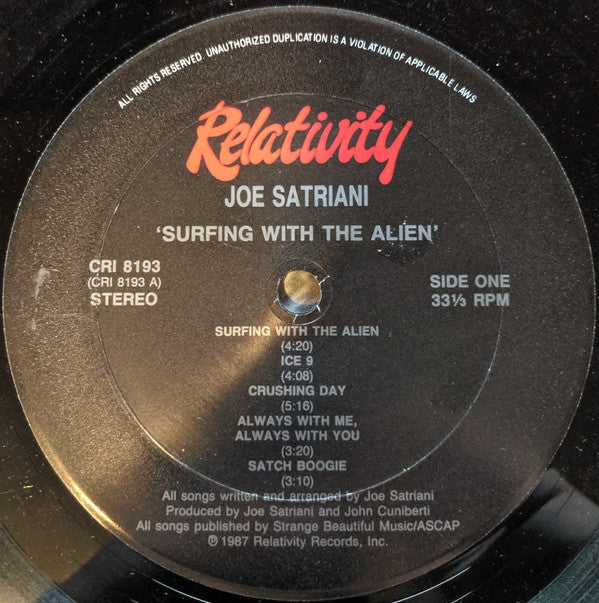 ALL RIGHTS RESERVED. UNAUTHORIZED DUPLICATION IS A VIOLATION OF APPLICABLE LAWS
Relativity
JOE SATRIANI
'SURFING WITH THE ALIEN'
CRI 8193
(CRI 8193 A)
STEREO
SIDE ONE
33⅓ RPM
SURFING WITH THE ALIEN
(4:20)
ICE 9
(4:08)
CRUSHING DAY
(5:16)
ALWAYS WITH ME,
ALWAYS WITH YOU
(3:20)
SATCH BOOGIE
(3:10)
All songs written and arranged by Joe Satriani
Produced by Joe Satriani and John Cuniberti
All songs published by Strange Beautiful Music/ASCAP
℗ 1987 Relativity Records, Inc.